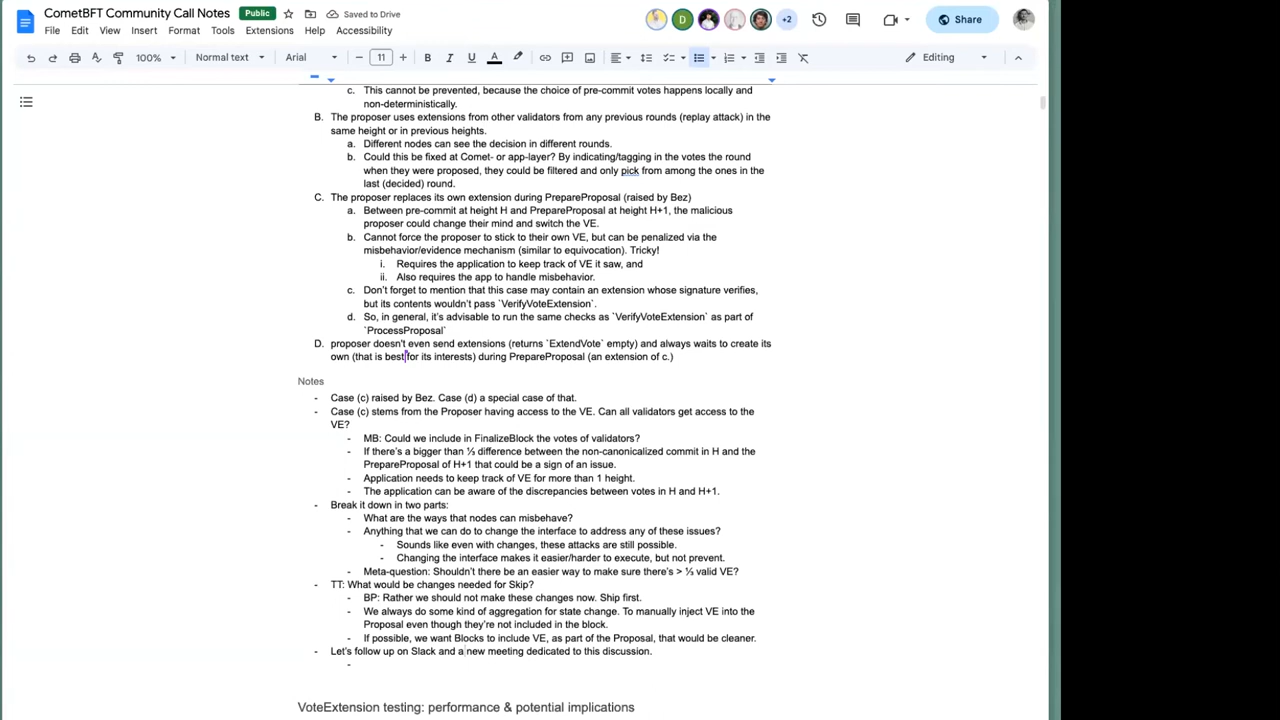 CometBFT Community Call Notes Public Saved to Drive
File Edit View Insert Format Tools Extensions Help Accessibility
D +2 Share
100% Normal text Arial 11 B I U A Editing
c. This cannot be prevented, because the choice of pre-commit votes happens locally and
non-deterministically.
B. The proposer uses extensions from other validators from any previous rounds (replay attack) in the
same height or in previous heights.
a. Different nodes can see the decision in different rounds.
b. Could this be fixed at Comet- or app-layer? By indicating/tagging in the votes the round
when they were proposed, they could be filtered and only pick from among the ones in the
last (decided) round.
C. The proposer replaces its own extension during PrepareProposal (raised by Bez)
a. Between pre-commit at height H and PrepareProposal at height H+1, the malicious
proposer could change their mind and switch the VE.
b. Cannot force the proposer to stick to their own VE, but can be penalized via the
misbehavior/evidence mechanism (similar to equivocation). Tricky!
i. Requires the application to keep track of VE it saw, and
ii. Also requires the app to handle misbehavior.
c. Don't forget to mention that this case may contain an extension whose signature verifies,
but its contents wouldn't pass `VerifyVoteExtension`.
d. So, in general, it's advisable to run the same checks as `VerifyVoteExtension` as part of
`ProcessProposal`
D. proposer doesn't even send extensions (returns `ExtendVote` empty) and always waits to create its
own (that is best for its interests) during PrepareProposal (an extension of c.)
Notes
- Case (c) raised by Bez. Case (d) a special case of that.
- Case (c) stems from the Proposer having access to the VE. Can all validators get access to the
VE?
- MB: Could we include in FinalizeBlock the votes of validators?
- If there's a bigger than ⅓ difference between the non-canonicalized commit in H and the
PrepareProposal of H+1 that could be a sign of an issue.
- Application needs to keep track of VE for more than 1 height.
- The application can be aware of the discrepancies between votes in H and H+1.
- Break it down in two parts:
- What are the ways that nodes can misbehave?
- Anything that we can do to change the interface to address any of these issues?
- Sounds like even with changes, these attacks are still possible.
- Changing the interface makes it easier/harder to execute, but not prevent.
- Meta-question: Shouldn't there be an easier way to make sure there's > ⅓ valid VE?
- TT: What would be changes needed for Skip?
- BP: Rather we should not make these changes now. Ship first.
- We always do some kind of aggregation for state change. To manually inject VE into the
Proposal even though they're not included in the block.
- If possible, we want Blocks to include VE, as part of the Proposal, that would be cleaner.
- Let's follow up on Slack and a new meeting dedicated to this discussion.
-
VoteExtension testing: performance & potential implications